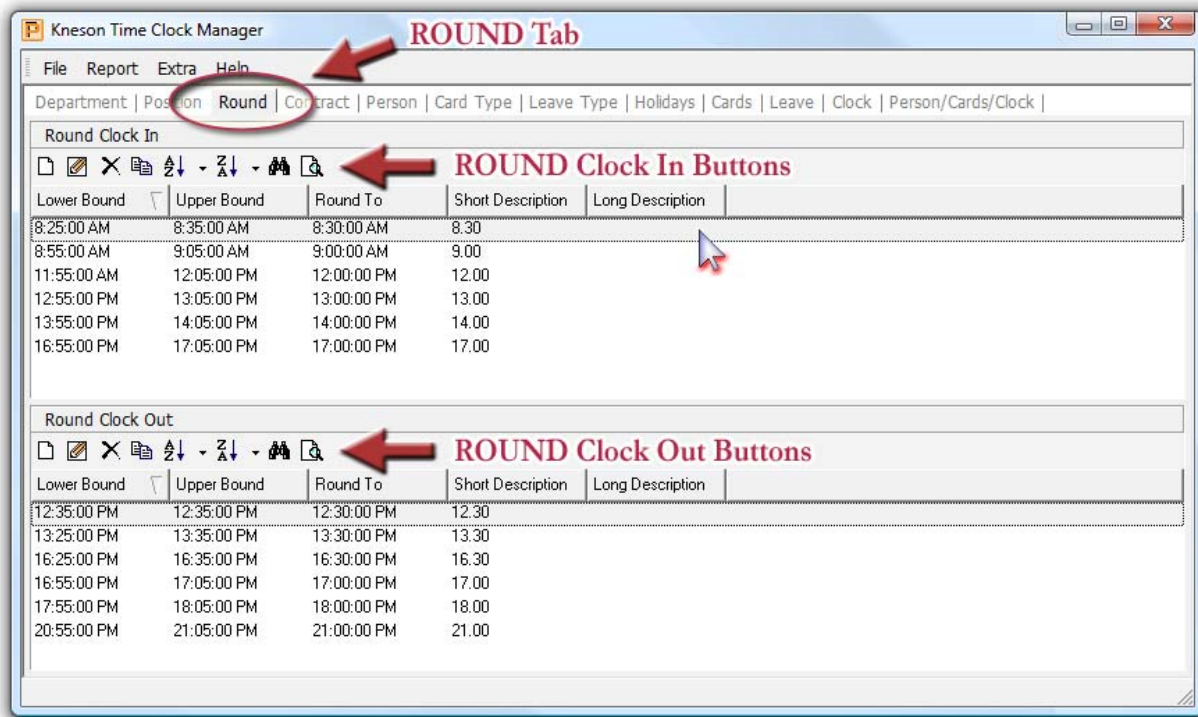 Kneson Time Clock Manager
ROUND Tab
File Report Extra Help
Department | Position Round | Contract | Person | Card Type | Leave Type | Holidays | Cards | Leave | Clock | Person/Cards/Clock |
Round Clock In
ROUND Clock In Buttons
Lower Bound Upper Bound Round To Short Description Long Description
8:25:00 AM 8:35:00 AM 8:30:00 AM 8.30
8:55:00 AM 9:05:00 AM 9:00:00 AM 9.00
11:55:00 AM 12:05:00 PM 12:00:00 PM 12.00
12:55:00 PM 13:05:00 PM 13:00:00 PM 13.00
13:55:00 PM 14:05:00 PM 14:00:00 PM 14.00
16:55:00 PM 17:05:00 PM 17:00:00 PM 17.00
Round Clock Out
ROUND Clock Out Buttons
Lower Bound Upper Bound Round To Short Description Long Description
12:35:00 PM 12:35:00 PM 12:30:00 PM 12.30
13:25:00 PM 13:35:00 PM 13:30:00 PM 13.30
16:25:00 PM 16:35:00 PM 16:30:00 PM 16.30
16:55:00 PM 17:05:00 PM 17:00:00 PM 17.00
17:55:00 PM 18:05:00 PM 18:00:00 PM 18.00
20:55:00 PM 21:05:00 PM 21:00:00 PM 21.00